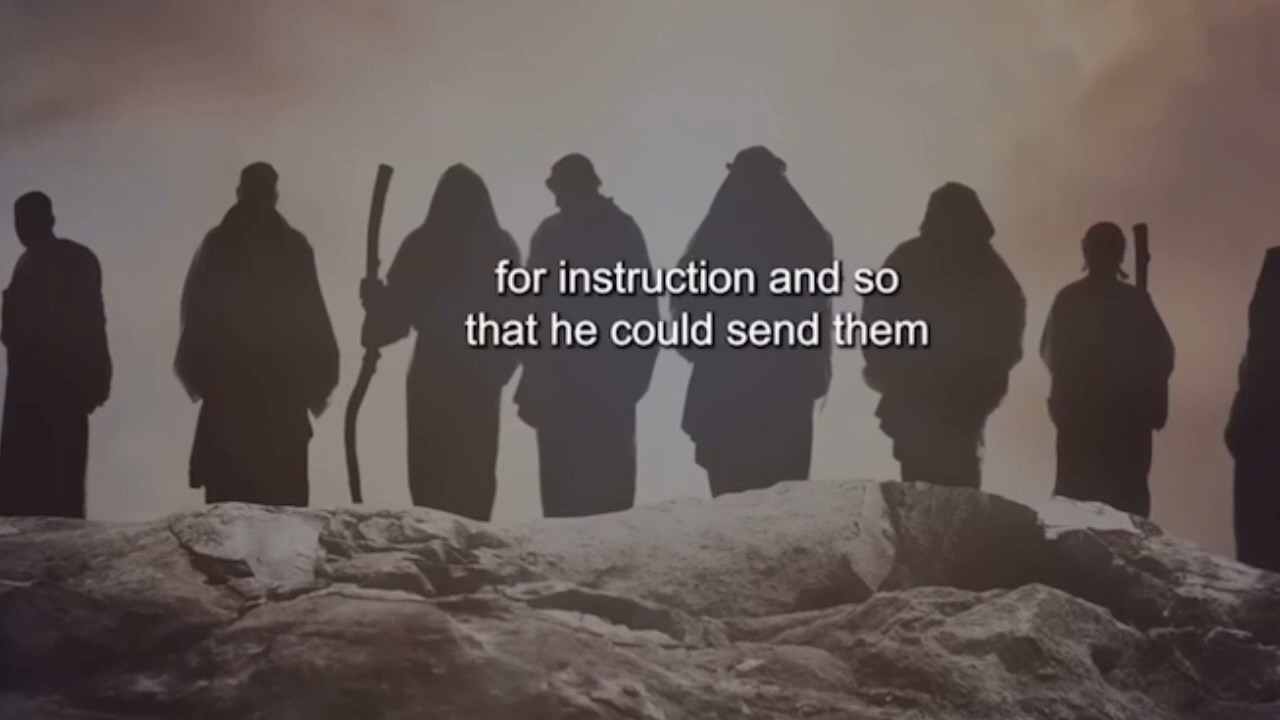 for instruction and so
that he could send them